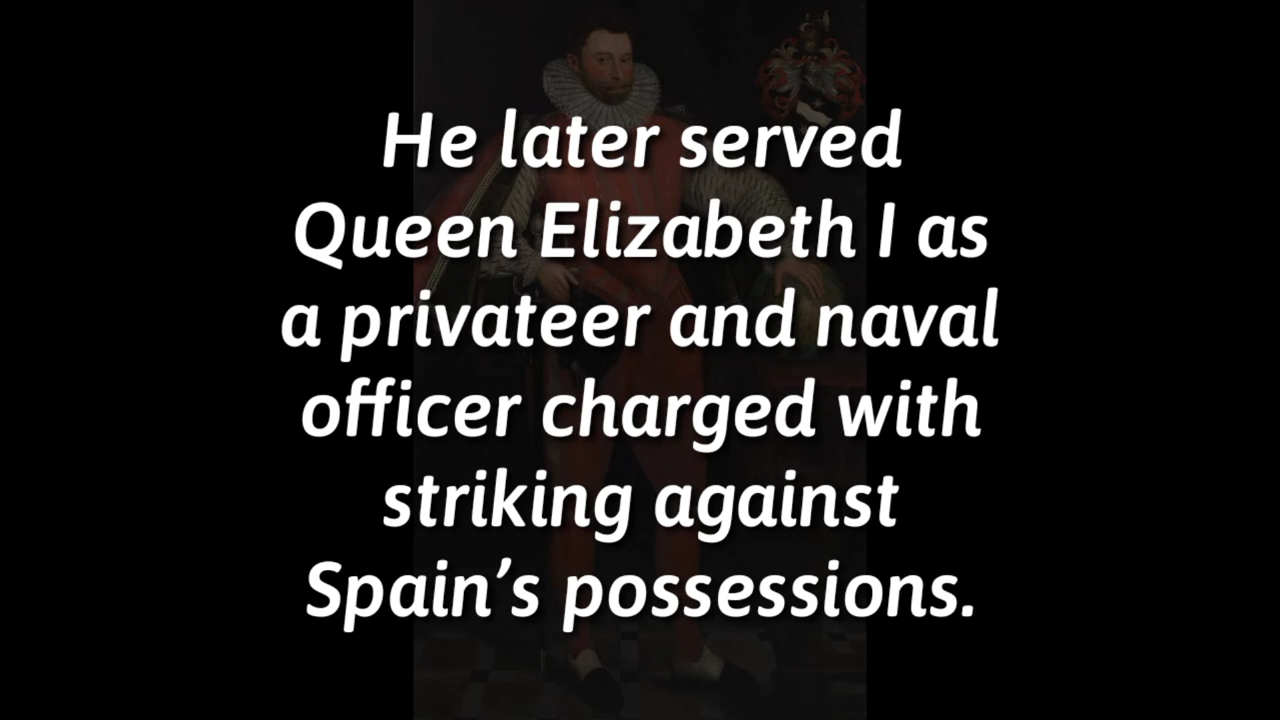 He later served
Queen Elizabeth I as
a privateer and naval
officer charged with
striking against
Spain’s possessions.